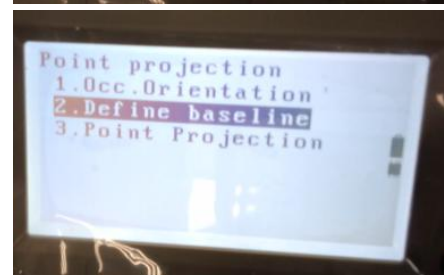 Point projection
1.Occ.Orientation
2.Define baseline
3.Point Projection